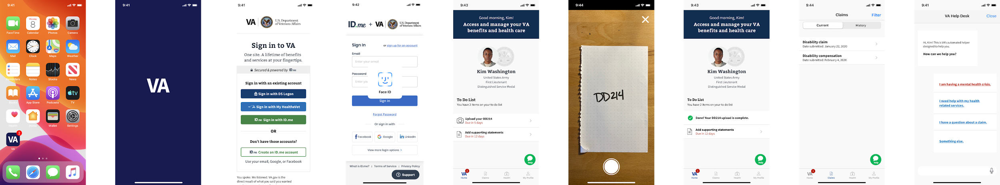 9:41
Monday
8
FaceTime
Calendar
Photos
Camera
Mail
Clock
Maps
Weather
Reminders
Notes
Stocks
News
Books
App Store
Podcasts
tv
TV
Health
Home
Wallet
Settings
VA
2
VA
9:41
VA
9:41
VA
U.S. Department
of Veterans Affairs
Sign in to VA
One site. A lifetime of benefits
and services at your fingertips.
Secured & powered by ID.me
Sign in with an existing account
Sign in with DS Logon
Sign in with My HealtheVet
ID.me Sign in with ID.me
OR
Don't have those accounts?
ID.me Create an ID.me account
Use your email, Google, or Facebook
You spoke. We listened. VA.gov is the
direct result of what you said you wanted
9:42
ID.me + VA
U.S. Department
of Veterans Affairs
Sign In
or sign up for an account
Email
Enter your email
Password
Enter you
Face ID
Sign in
Forgot Password
Or sign in with
Facebook
Google
LinkedIn
View more login options >
What is ID.me? | Terms of Service | Privacy Policy
Support
9:43
Good morning, Kim!
Access and manage your VA
benefits and health care
Kim Washington
United States Army
First Lieutenant
Distinguished Service Medal
To Do List
You have 2 items on your to do list
Upload your DD214
Due in 5 days
Add supporting statements
Due in 12 days
Help
VA
2
Home
Claims
Health
My Profile
9:44
DD214
9:43
Good morning, Kim!
Access and manage your VA
benefits and health care
Kim Washington
United States Army
First Lieutenant
Distinguished Service Medal
To Do List
You have 2 items on your to do list
Done! Your DD214 upload is complete.
Add supporting statements
Due in 12 days
Help
VA
1
Home
Claims
Health
My Profile
9:44
Claims
Filter
Current
History
Disability claim
Date submitted: January 22, 2020
Disability compensation
Date submitted: February 4, 2020
Help
VA
1
Home
Claims
Health
My Profile
9:41
VA Help Desk
Close
Hi, Kim! This is VA's automated helper
designed to help you.
How can we help you?
I am having a mental health crisis.
I need help with my health
related services.
I have a question about a claim.
Something else.